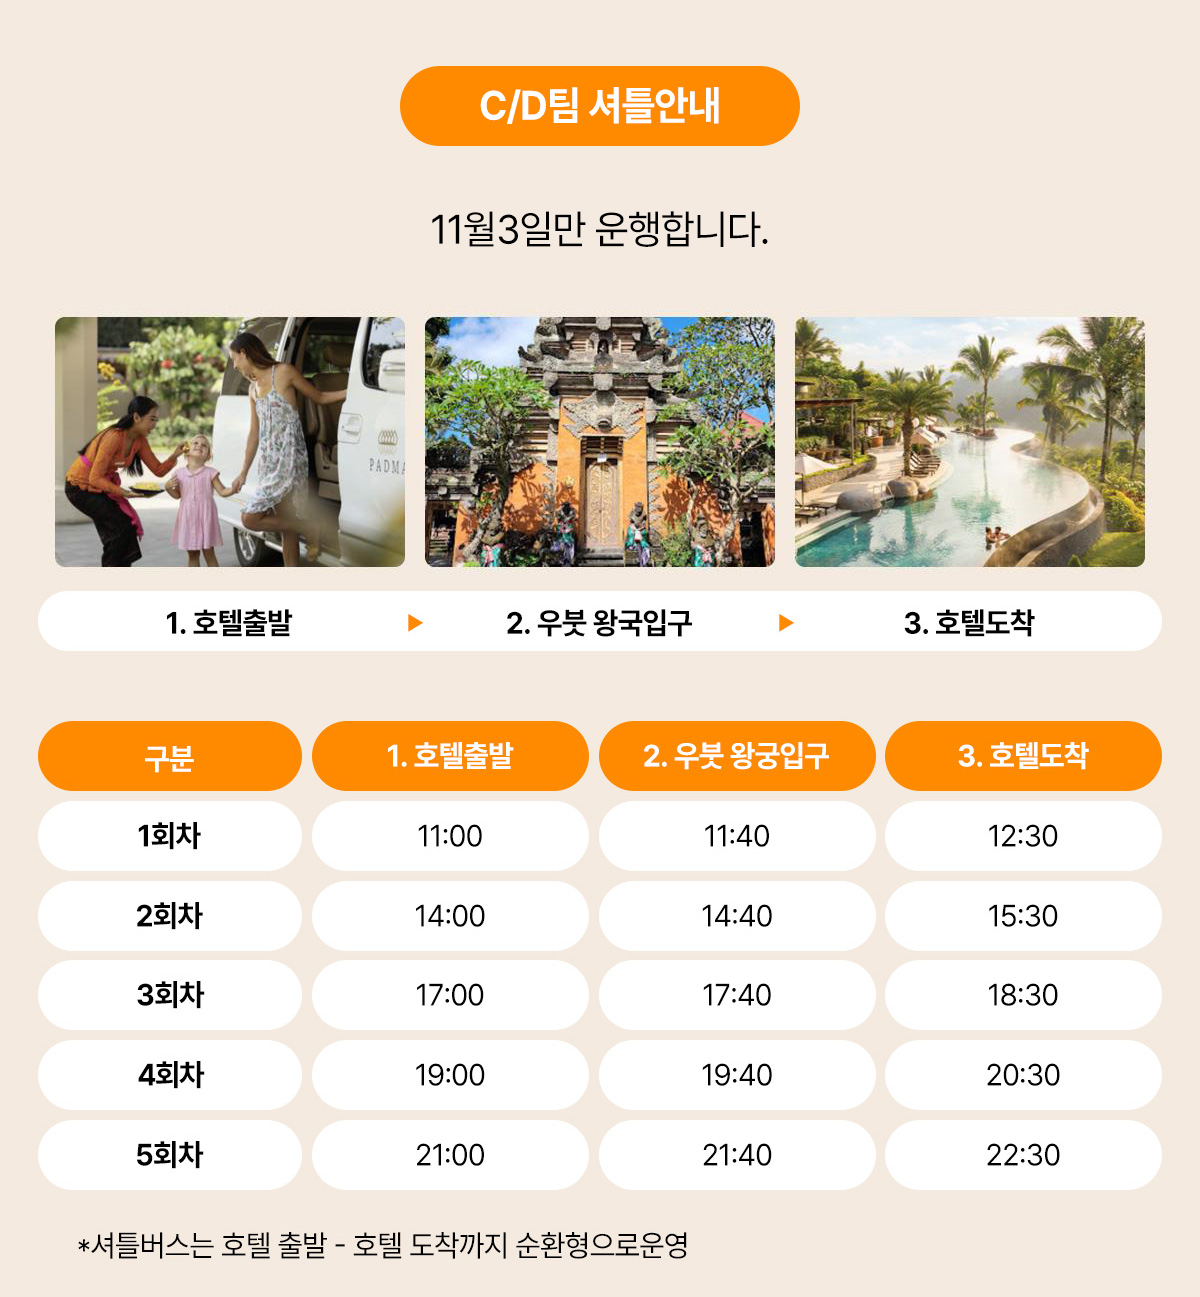 C/D팀 셔틀안내
11월3일만 운행합니다.
PADMA
1. 호텔출발 ▶ 2. 우붓 왕국입구 ▶ 3. 호텔도착
구분 1. 호텔출발 2. 우붓 왕궁입구 3. 호텔도착
1회차 11:00 11:40 12:30
2회차 14:00 14:40 15:30
3회차 17:00 17:40 18:30
4회차 19:00 19:40 20:30
5회차 21:00 21:40 22:30
*셔틀버스는 호텔 출발 - 호텔 도착까지 순환형으로운영